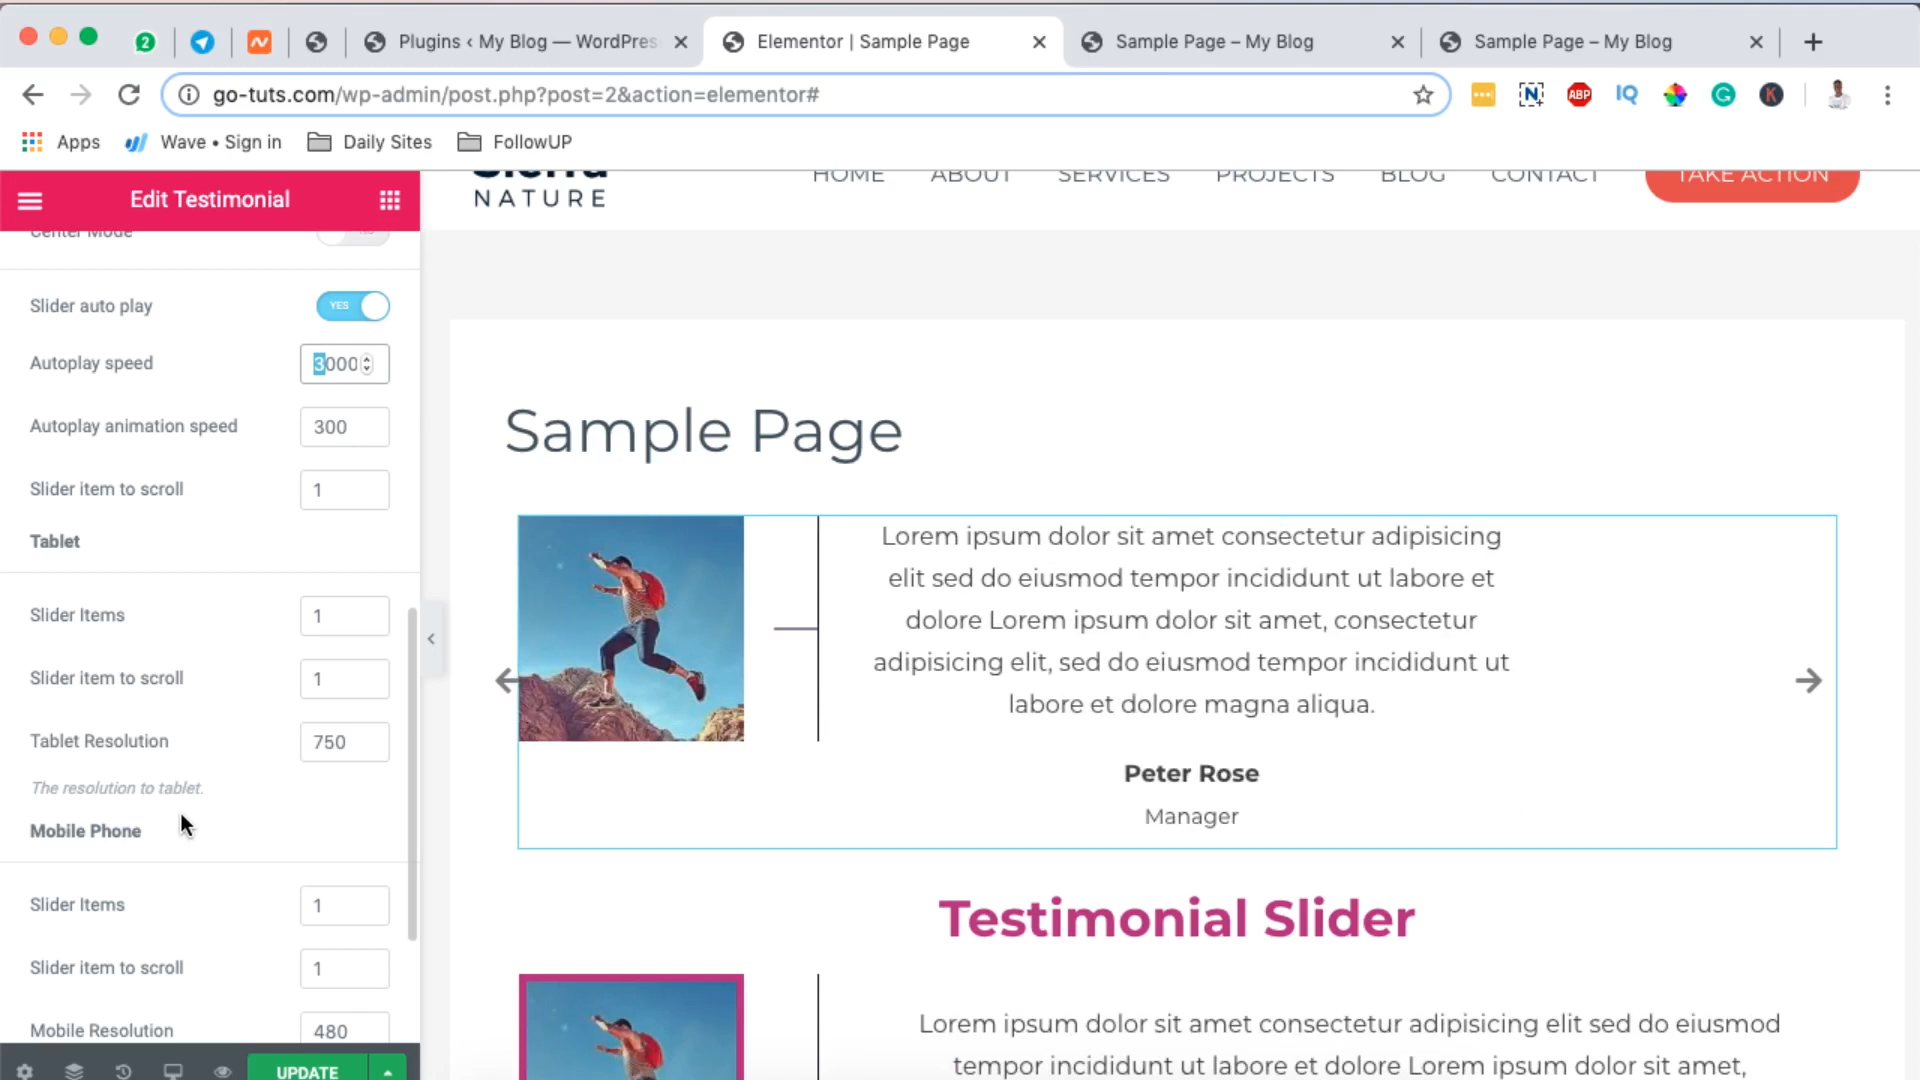 2
Plugins ‹ My Blog — WordPres
Elementor | Sample Page
Sample Page – My Blog
Sample Page – My Blog
go-tuts.com/wp-admin/post.php?post=2&action=elementor#
ABP
IQ
Apps
Wave • Sign in
Daily Sites
FollowUP
Edit Testimonial
Center Mode
NO
Slider auto play
YES
Autoplay speed
3000
Autoplay animation speed
300
Slider item to scroll
1
Tablet
Slider Items
1
Slider item to scroll
1
Tablet Resolution
750
The resolution to tablet.
Mobile Phone
Slider Items
1
Slider item to scroll
1
Mobile Resolution
480
UPDATE
Sierra
NATURE
HOME
ABOUT
SERVICES
PROJECTS
BLOG
CONTACT
TAKE ACTION
Sample Page
Lorem ipsum dolor sit amet consectetur adipisicing
elit sed do eiusmod tempor incididunt ut labore et
dolore Lorem ipsum dolor sit amet, consectetur
adipisicing elit, sed do eiusmod tempor incididunt ut
labore et dolore magna aliqua.
Peter Rose
Manager
Testimonial Slider
Lorem ipsum dolor sit amet consectetur adipisicing elit sed do eiusmod
tempor incididunt ut labore et dolore Lorem ipsum dolor sit amet,